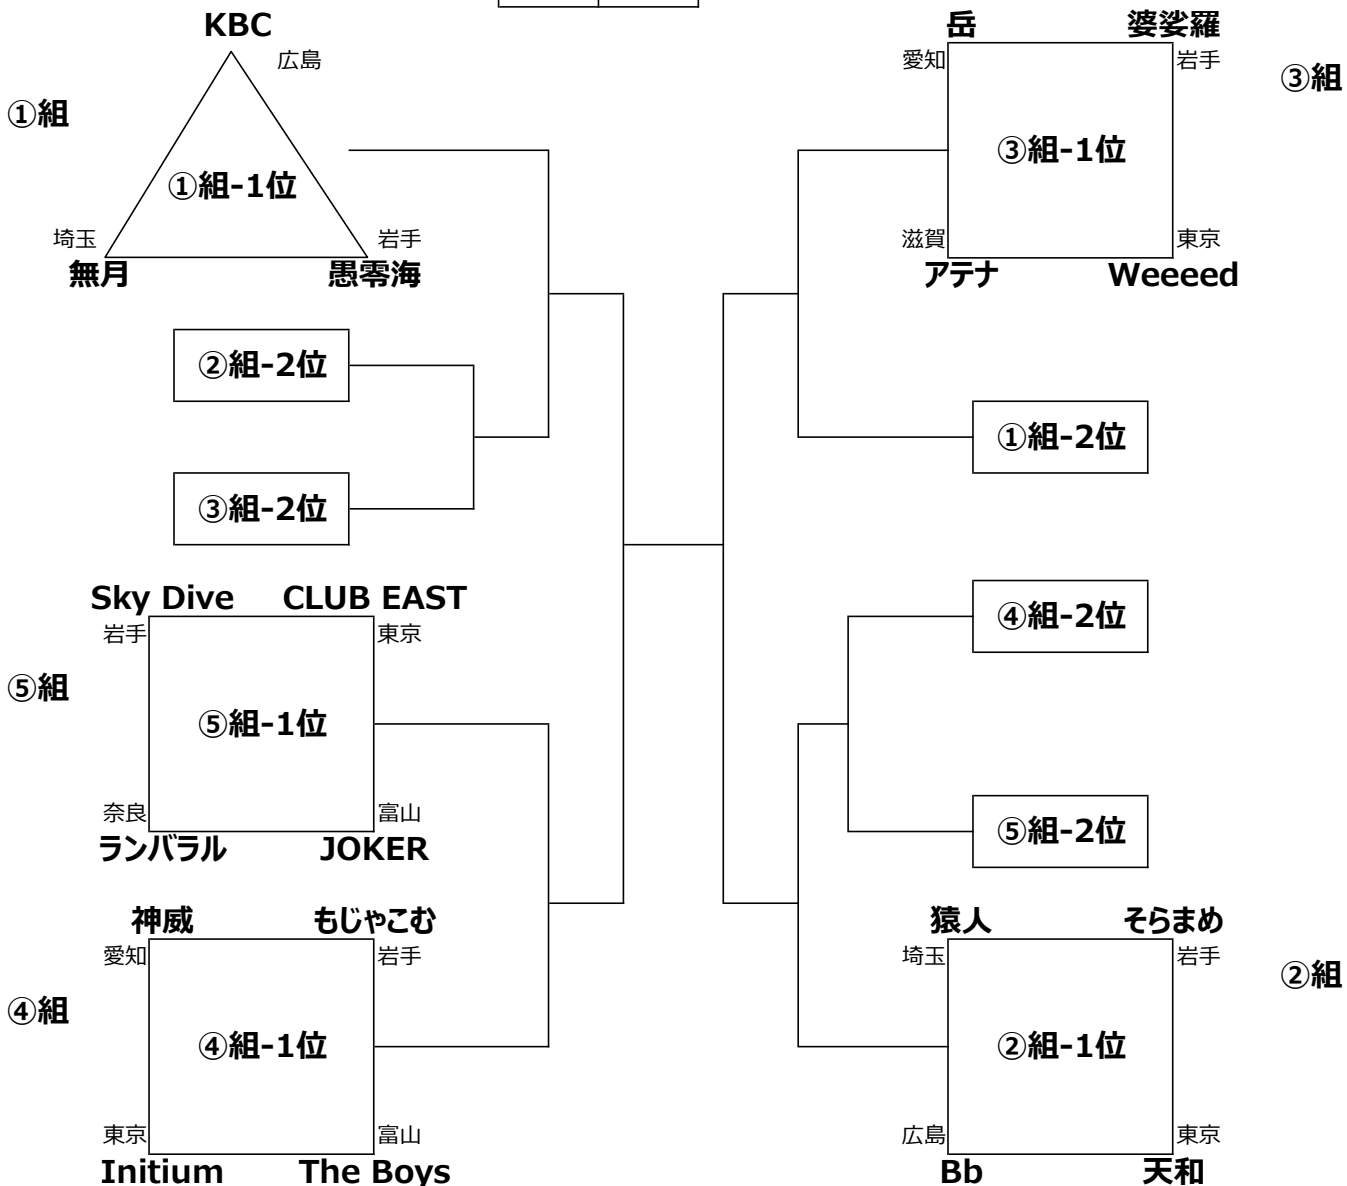 KBC
広島
①組
①組-1位
埼玉
岩手
無月
愚零海
②組-2位
③組-2位
Sky Dive
CLUB EAST
岩手
東京
⑤組
⑤組-1位
奈良
富山
ランバラル
JOKER
神威
もじゃこむ
愛知
岩手
④組
④組-1位
東京
富山
Initium
The Boys
岳
婆娑羅
愛知
岩手
③組
③組-1位
滋賀
東京
アテナ
Weeeed
①組-2位
④組-2位
⑤組-2位
猿人
そらまめ
埼玉
岩手
②組
②組-1位
広島
東京
Bb
天和